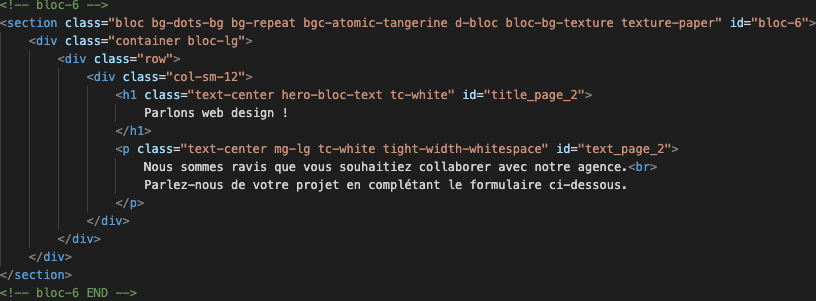 <!-- bloc-6 -->
<section class="bloc bg-dots-bg bg-repeat bgc-atomic-tangerine d-bloc bloc-bg-texture texture-paper" id="bloc-6">
<div class="container bloc-lg">
<div class="row">
<div class="col-sm-12">
<h1 class="text-center hero-bloc-text tc-white" id="title_page_2">
Parlons web design !
</h1>
<p class="text-center mg-lg tc-white tight-width-whitespace" id="text_page_2">
Nous sommes ravis que vous souhaitiez collaborer avec notre agence.<br>
Parlez-nous de votre projet en complétant le formulaire ci-dessous.
</p>
</div>
</div>
</div>
</section>
<!-- bloc-6 END -->